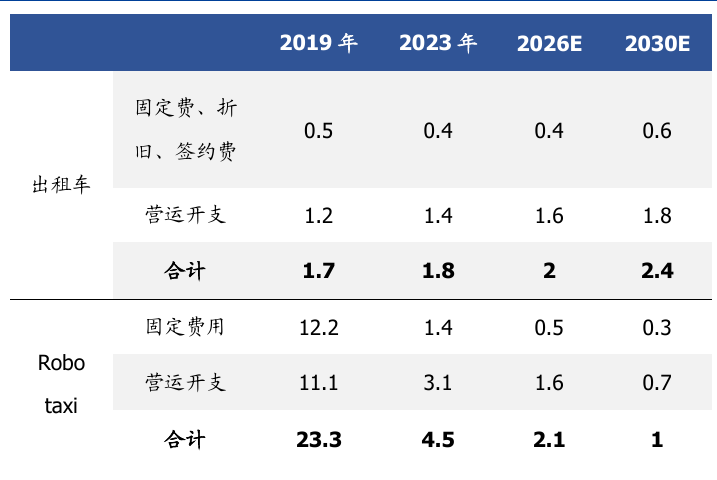 2019 年 2023 年 2026E 2030E
固定费、折
旧、签约费 0.5 0.4 0.4 0.6
出租车
营运开支 1.2 1.4 1.6 1.8
合计 1.7 1.8 2 2.4
固定费用 12.2 1.4 0.5 0.3
Robo
taxi
营运开支 11.1 3.1 1.6 0.7
合计 23.3 4.5 2.1 1